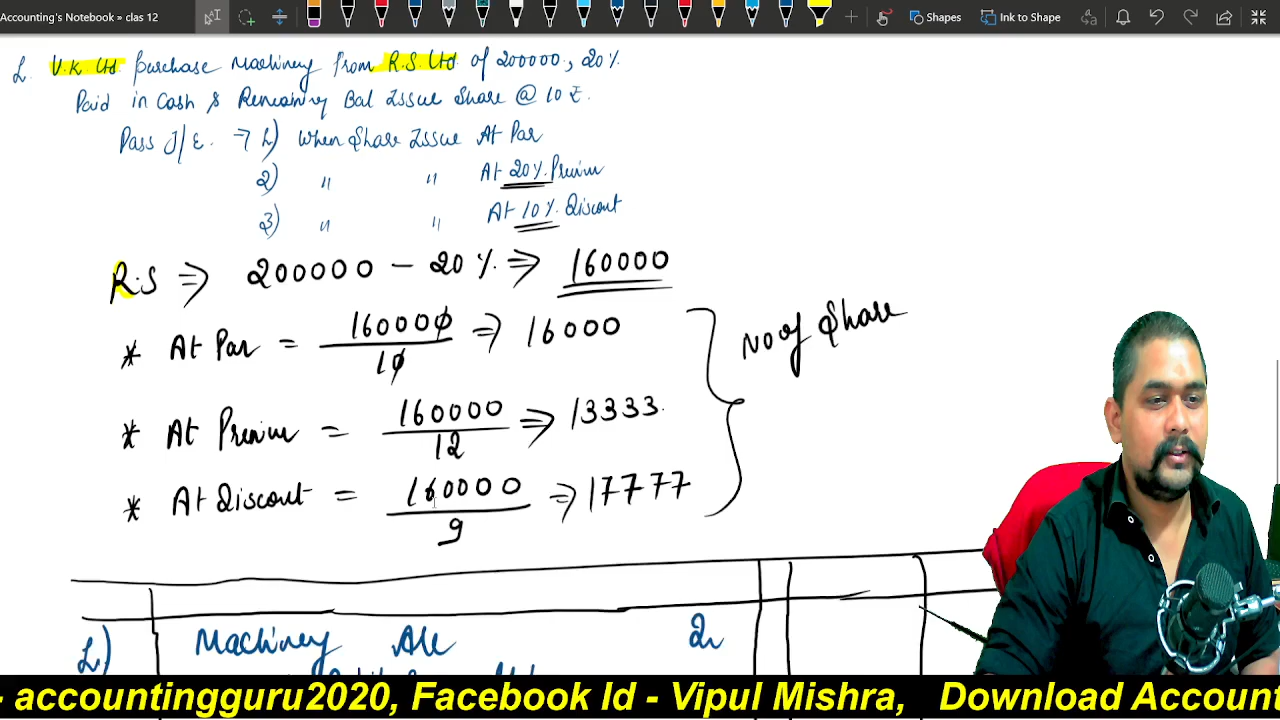 Accounting's Notebook » clas 12
Shapes
Ink to Shape
1. V.K. Ltd Purchase Machinery from R.S. Ltd of 200000, 20%
Paid in Cash & Remaining Bal Issue Share @ 10 ₹.
Pass J/E. ⇒ 1) When Share Issue At Par
2) " " At 20% Premium
3) " " At 10% Discout
R.S ⇒ 200000 - 20% ⇒ 160000
* At Par = 160000/10 ⇒ 16000
No of Share
* At Premium = 160000/12 ⇒ 13333.
* At Discout = 160000/9 ⇒ 17777
1) Machinery A/c Dr
- accountingguru2020, Facebook Id - Vipul Mishra, Download Account